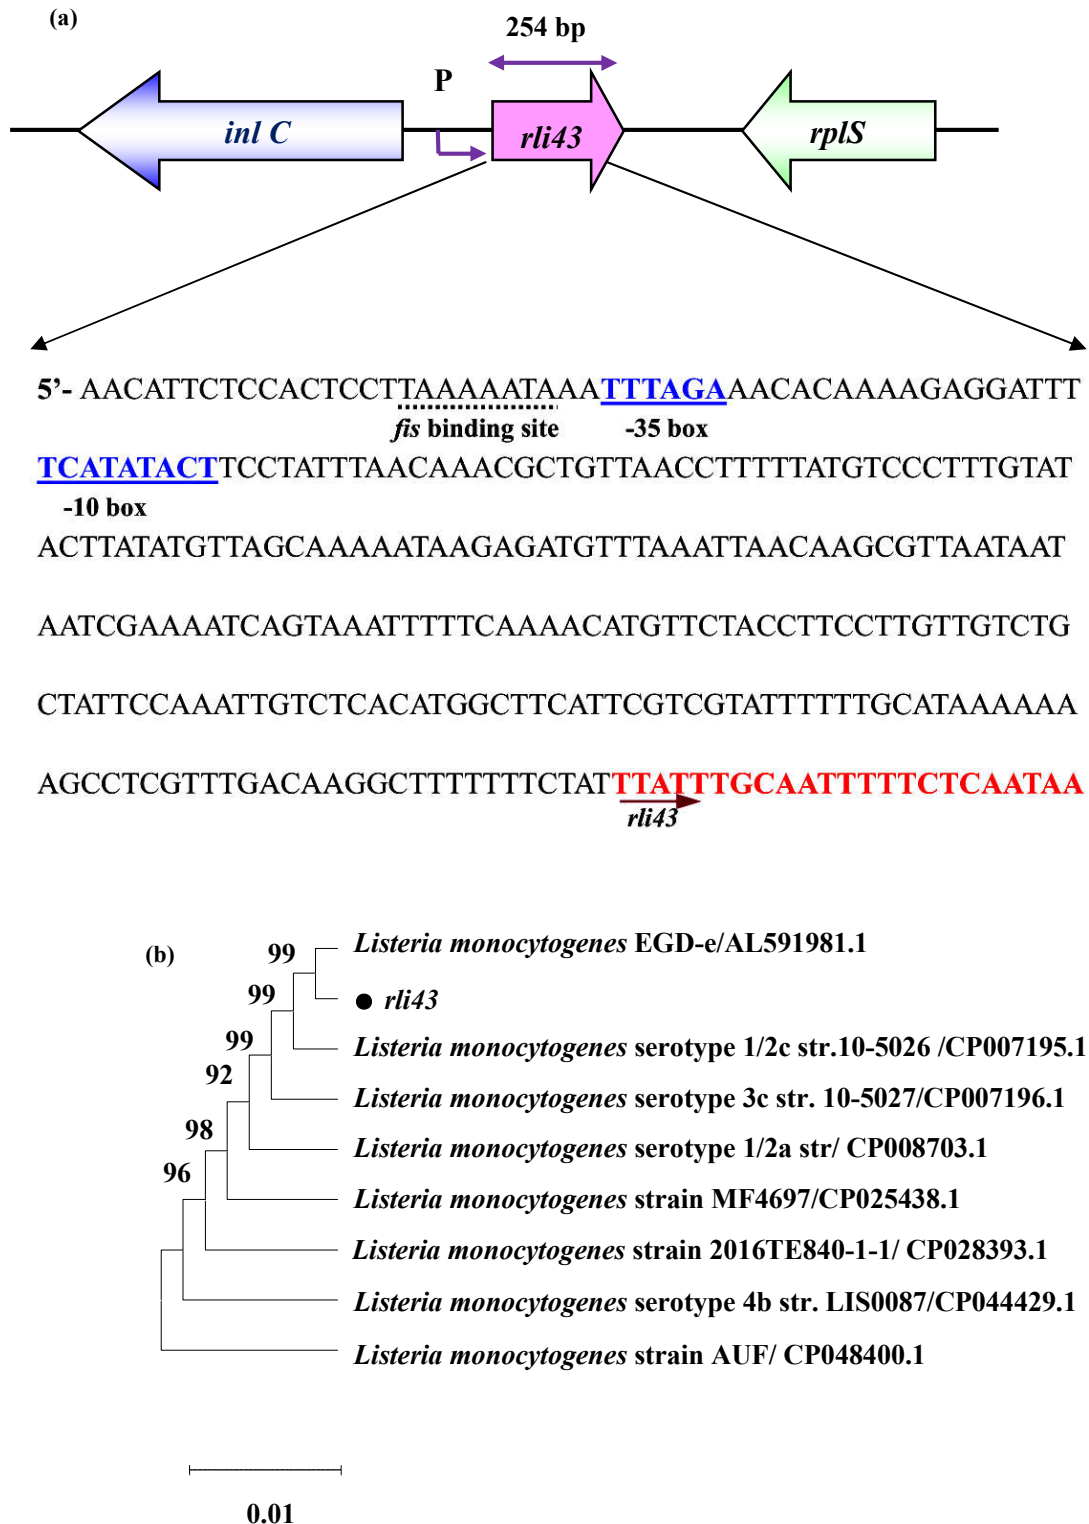 (a)
254 bp
P
inl C
rli43
rplS
5’- AACATTCTCCACTCCTTAAAAATAAATTTAGAAACACAAAAGAGGATTT
fis binding site
-35 box
TCATATACTTCCTATTTAACAAACGCTGTTAACCTTTTTATGTCCCTTTGTAT
-10 box
ACTTATATGTTAGCAAAAATAAGAGATGTTTAAATTAACAAGCGTTAATAAT
AATCGAAAATCAGTAAATTTTTCAAAACATGTTCTACCTTCCTTGTTGTCTG
CTATTCCAAATTGTCTCACATGGCTTCATTCGTCGTATTTTTTGCATAAAAAA
AGCCTCGTTTGACAAGGCTTTTTTTCTATTTATTTGCAATTTTTCTCAATAA
rli43
(b)
99
Listeria monocytogenes EGD-e/AL591981.1
99
rli43
99
Listeria monocytogenes serotype 1/2c str.10-5026 /CP007195.1
92
Listeria monocytogenes serotype 3c str. 10-5027/CP007196.1
98
Listeria monocytogenes serotype 1/2a str/ CP008703.1
96
Listeria monocytogenes strain MF4697/CP025438.1
Listeria monocytogenes strain 2016TE840-1-1/ CP028393.1
Listeria monocytogenes serotype 4b str. LIS0087/CP044429.1
Listeria monocytogenes strain AUF/ CP048400.1
0.01